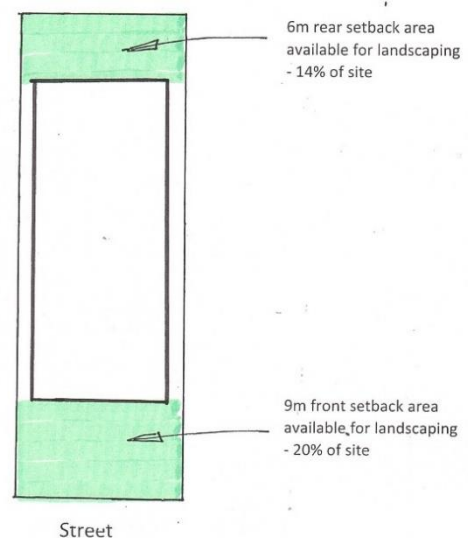 6m rear setback area
available for landscaping
- 14% of site
9m front setback area
available for landscaping
- 20% of site
Street